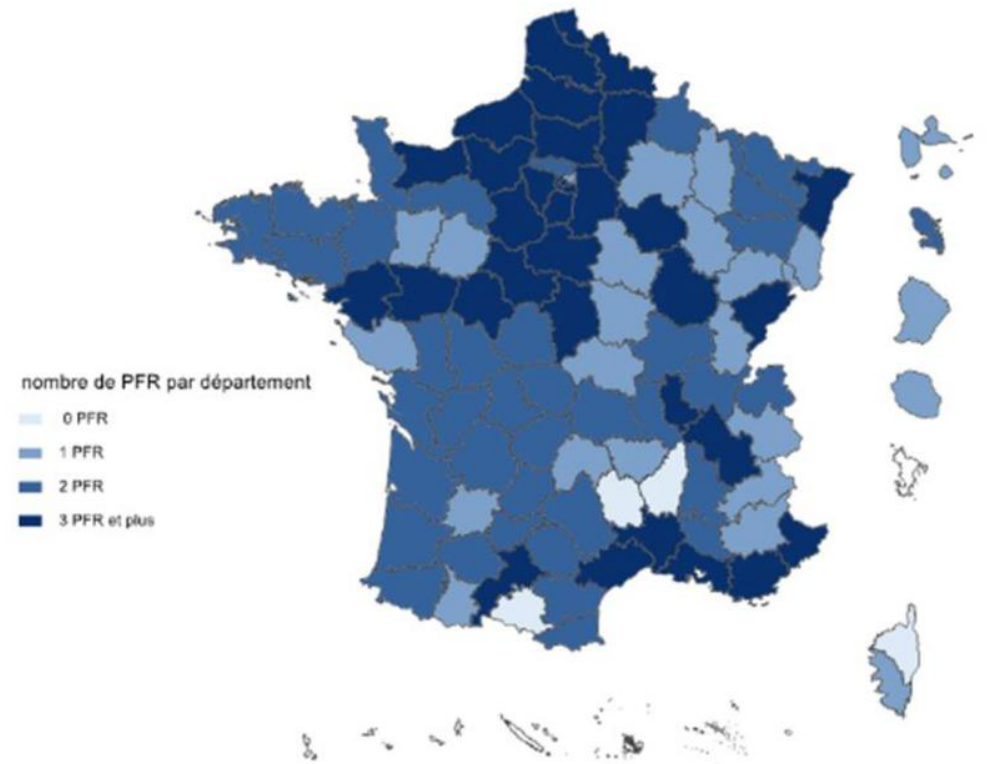 nombre de PFR par département
0 PFR
1 PFR
2 PFR
3 PFR et plus